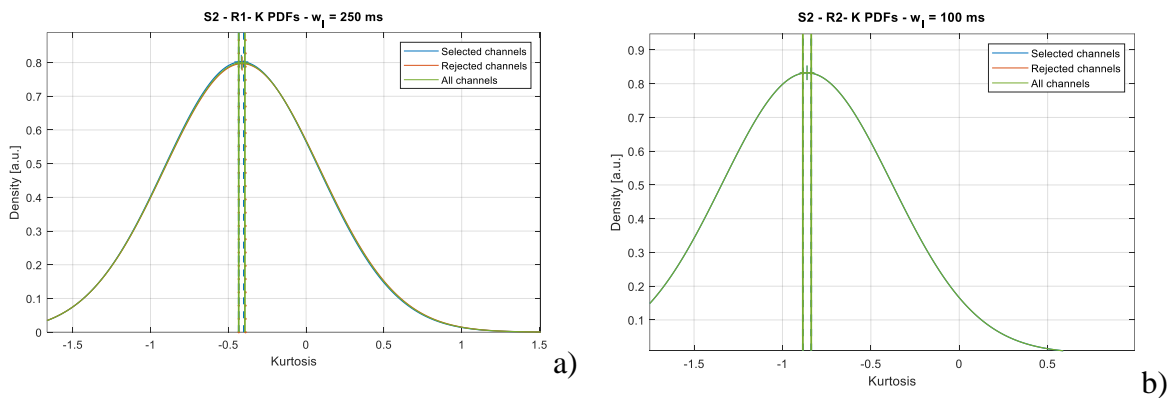 S2 - R1- K PDFs - w_l = 250 ms
Selected channels
Rejected channels
All channels
Density [a.u.]
0.8
0.7
0.6
0.5
0.4
0.3
0.2
0.1
0
-1.5
-1
-0.5
0
0.5
1
1.5
Kurtosis
a)
S2 - R2- K PDFs - w_l = 100 ms
Selected channels
Rejected channels
All channels
Density [a.u.]
0.9
0.8
0.7
0.6
0.5
0.4
0.3
0.2
0.1
-1.5
-1
-0.5
0
0.5
Kurtosis
b)